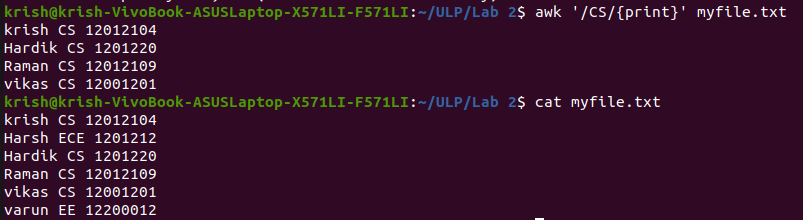 krish@krish-VivoBook-ASUSLaptop-X571LI-F571LI:~/ULP/Lab 2$ awk '/CS/{print}' myfile.txt
krish CS 12012104
Hardik CS 1201220
Raman CS 12012109
vikas CS 12001201
krish@krish-VivoBook-ASUSLaptop-X571LI-F571LI:~/ULP/Lab 2$ cat myfile.txt
krish CS 12012104
Harsh ECE 1201212
Hardik CS 1201220
Raman CS 12012109
vikas CS 12001201
varun EE 12200012